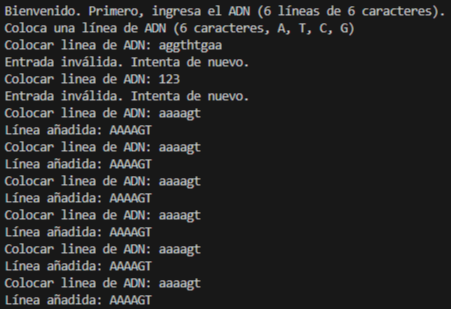 Bienvenido. Primero, ingresa el ADN (6 líneas de 6 caracteres).
Coloca una línea de ADN (6 caracteres, A, T, C, G)
Colocar linea de ADN: aggthtgaa
Entrada inválida. Intenta de nuevo.
Colocar linea de ADN: 123
Entrada inválida. Intenta de nuevo.
Colocar linea de ADN: aaaagt
Línea añadida: AAAAGT
Colocar linea de ADN: aaaagt
Línea añadida: AAAAGT
Colocar linea de ADN: aaaagt
Línea añadida: AAAAGT
Colocar linea de ADN: aaaagt
Línea añadida: AAAAGT
Colocar linea de ADN: aaaagt
Línea añadida: AAAAGT
Colocar linea de ADN: aaaagt
Línea añadida: AAAAGT